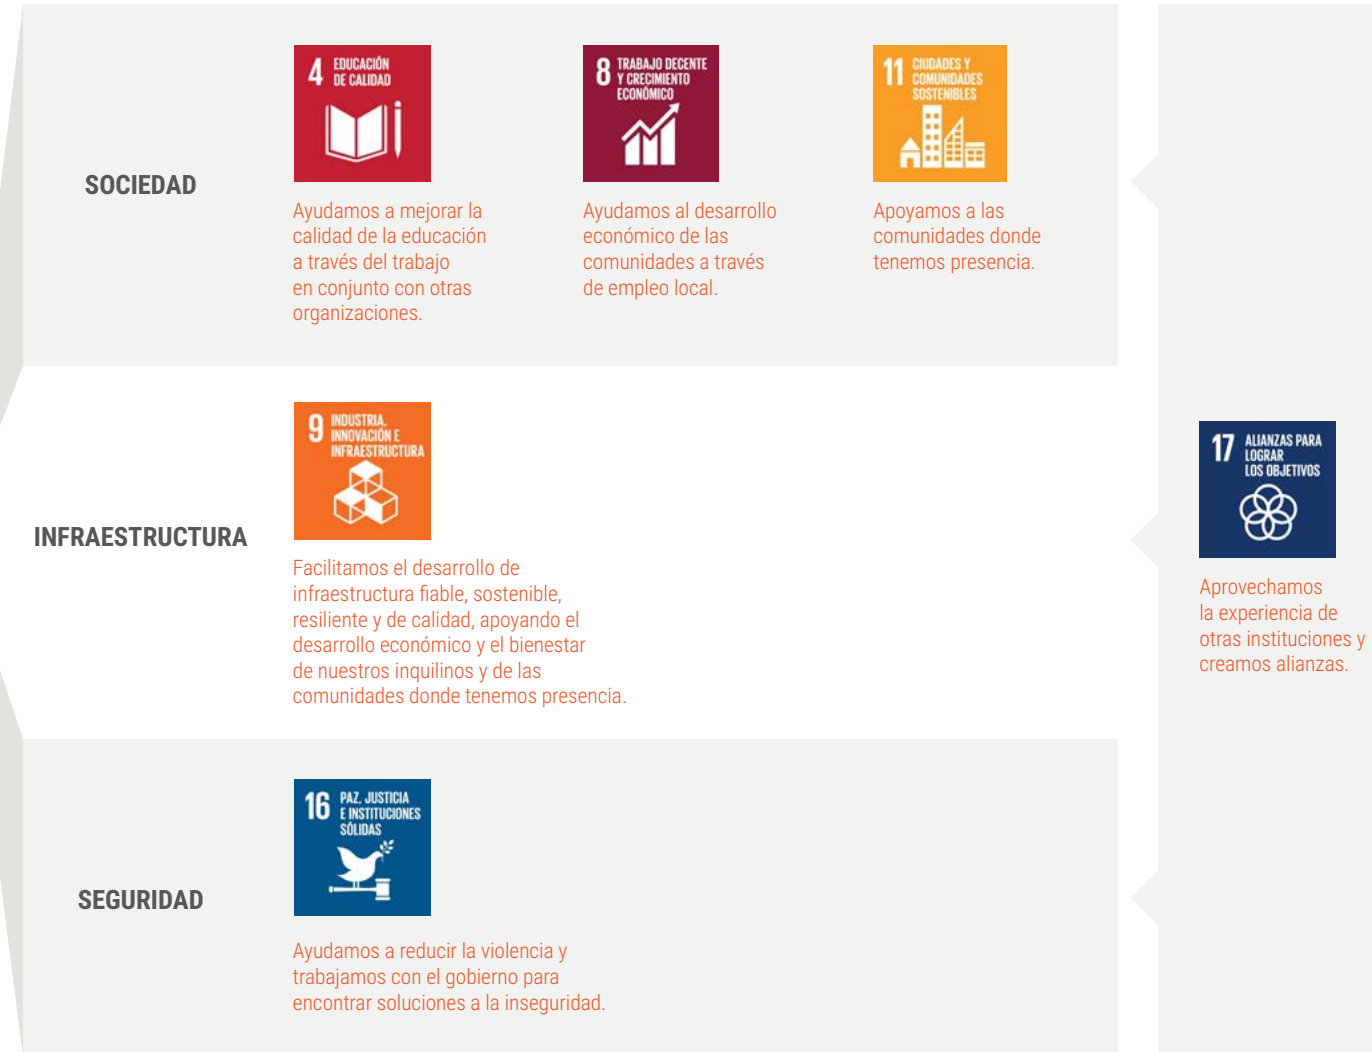 SOCIEDAD
4 EDUCACIÓN
DE CALIDAD
Ayudamos a mejorar la
calidad de la educación
a través del trabajo
en conjunto con otras
organizaciones.
8 TRABAJO DECENTE
Y CRECIMIENTO
ECONÓMICO
Ayudamos al desarrollo
económico de las
comunidades a través
de empleo local.
11 CIUDADES Y
COMUNIDADES
SOSTENIBLES
Apoyamos a las
comunidades donde
tenemos presencia.
INFRAESTRUCTURA
9 INDUSTRIA,
INNOVACIÓN E
INFRAESTRUCTURA
Facilitamos el desarrollo de
infraestructura fiable, sostenible,
resiliente y de calidad, apoyando el
desarrollo económico y el bienestar
de nuestros inquilinos y de las
comunidades donde tenemos presencia.
SEGURIDAD
16 PAZ, JUSTICIA
E INSTITUCIONES
SÓLIDAS
Ayudamos a reducir la violencia y
trabajamos con el gobierno para
encontrar soluciones a la inseguridad.
17 ALIANZAS PARA
LOGRAR
LOS OBJETIVOS
Aprovechamos
la experiencia de
otras instituciones y
creamos alianzas.